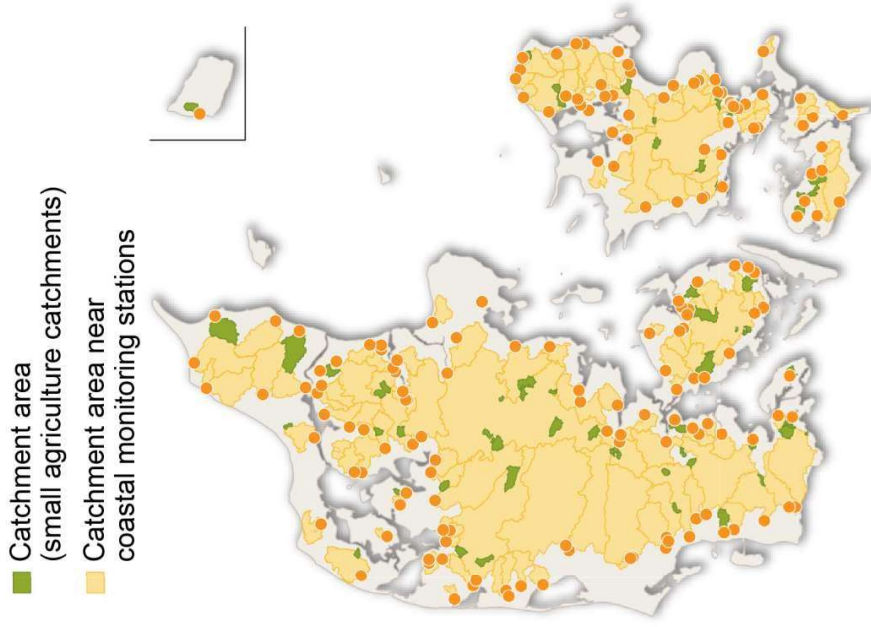 Catchment area
(small agriculture catchments)
Catchment area near
coastal monitoring stations